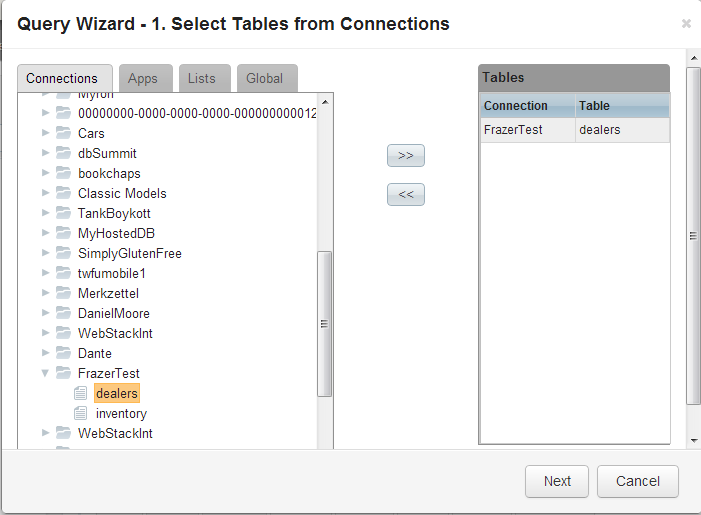 Query Wizard - 1. Select Tables from Connections
Connections Apps Lists Global
Myron
00000000-0000-0000-0000-000000000012
Cars
dbSummit
bookchaps
Classic Models
TankBoykott
MyHostedDB
SimplyGlutenFree
twfumobile1
Merkzettel
DanielMoore
WebStackInt
Dante
FrazerTest
dealers
inventory
WebStackInt
>>
<<
Tables
Connection Table
FrazerTest dealers
Next Cancel